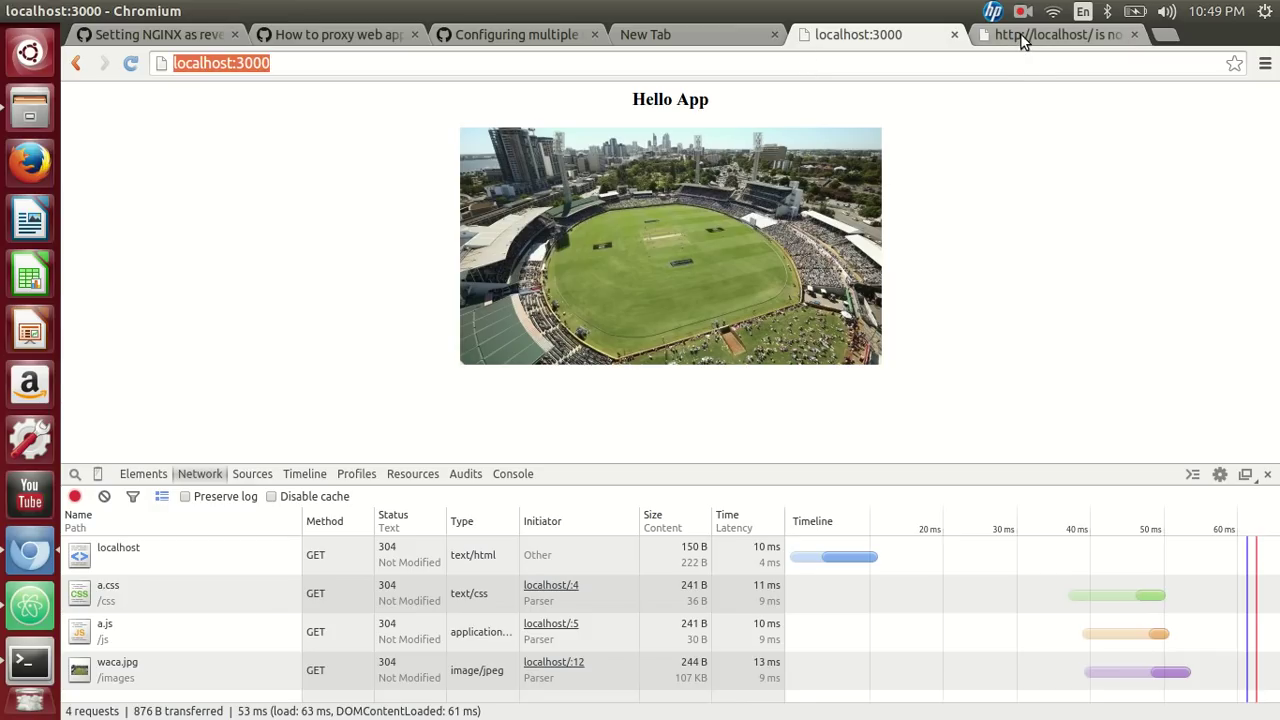 localhost:3000 - Chromium
En
10:49 PM
Setting NGINX as reve
How to proxy web app
Configuring multiple
New Tab
localhost:3000
http://localhost/ is no
localhost:3000
Hello App
Elements Network Sources Timeline Profiles Resources Audits Console
Preserve log Disable cache
Name Method Status Type Initiator Size Time Timeline
Path Text Content Latency
20 ms 30 ms 40 ms 50 ms 60 ms
localhost GET 304 text/html Other 150 B 10 ms
Not Modified 222 B 4 ms
a.css GET 304 text/css localhost/:4 241 B 11 ms
/css Not Modified Parser 36 B 9 ms
a.js GET 304 application... localhost/:5 241 B 10 ms
/js Not Modified Parser 30 B 9 ms
waca.jpg GET 304 image/jpeg localhost/:12 244 B 13 ms
/images Not Modified Parser 107 KB 9 ms
4 requests | 876 B transferred | 53 ms (load: 63 ms, DOMContentLoaded: 61 ms)
hp
a
You
Tube
CSS
JS